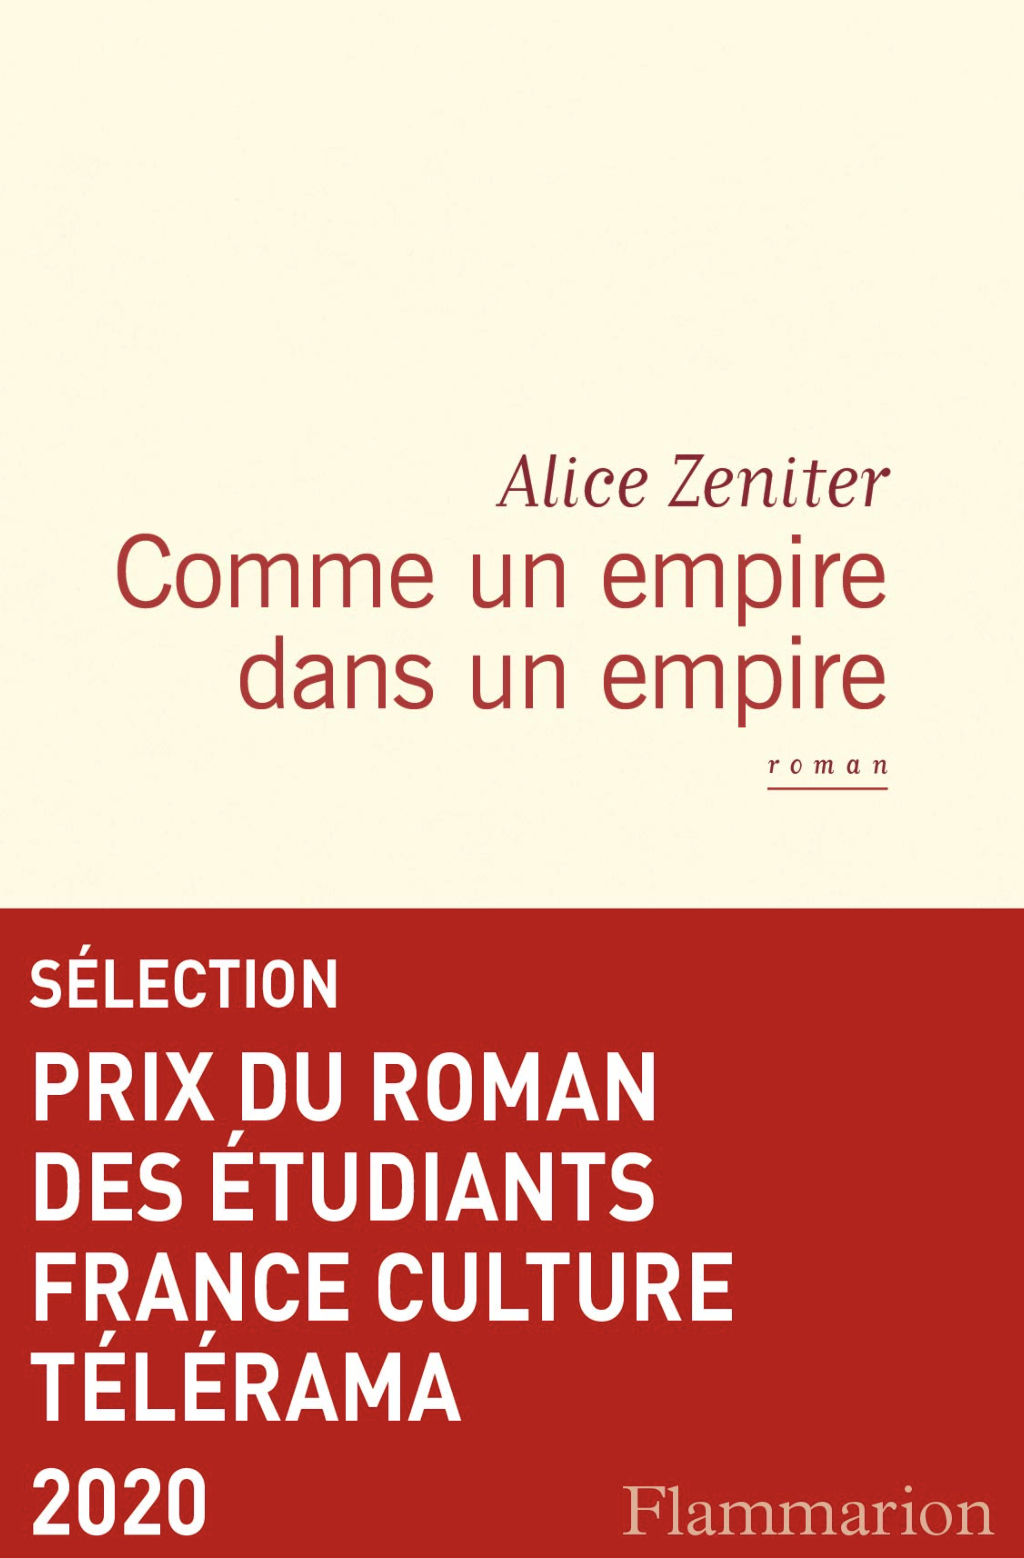 Alice Zeniter
Comme un empire
dans un empire
roman
SÉLECTION
PRIX DU ROMAN
DES ÉTUDIANTS
FRANCE CULTURE
TÉLÉRAMA
2020
Flammarion